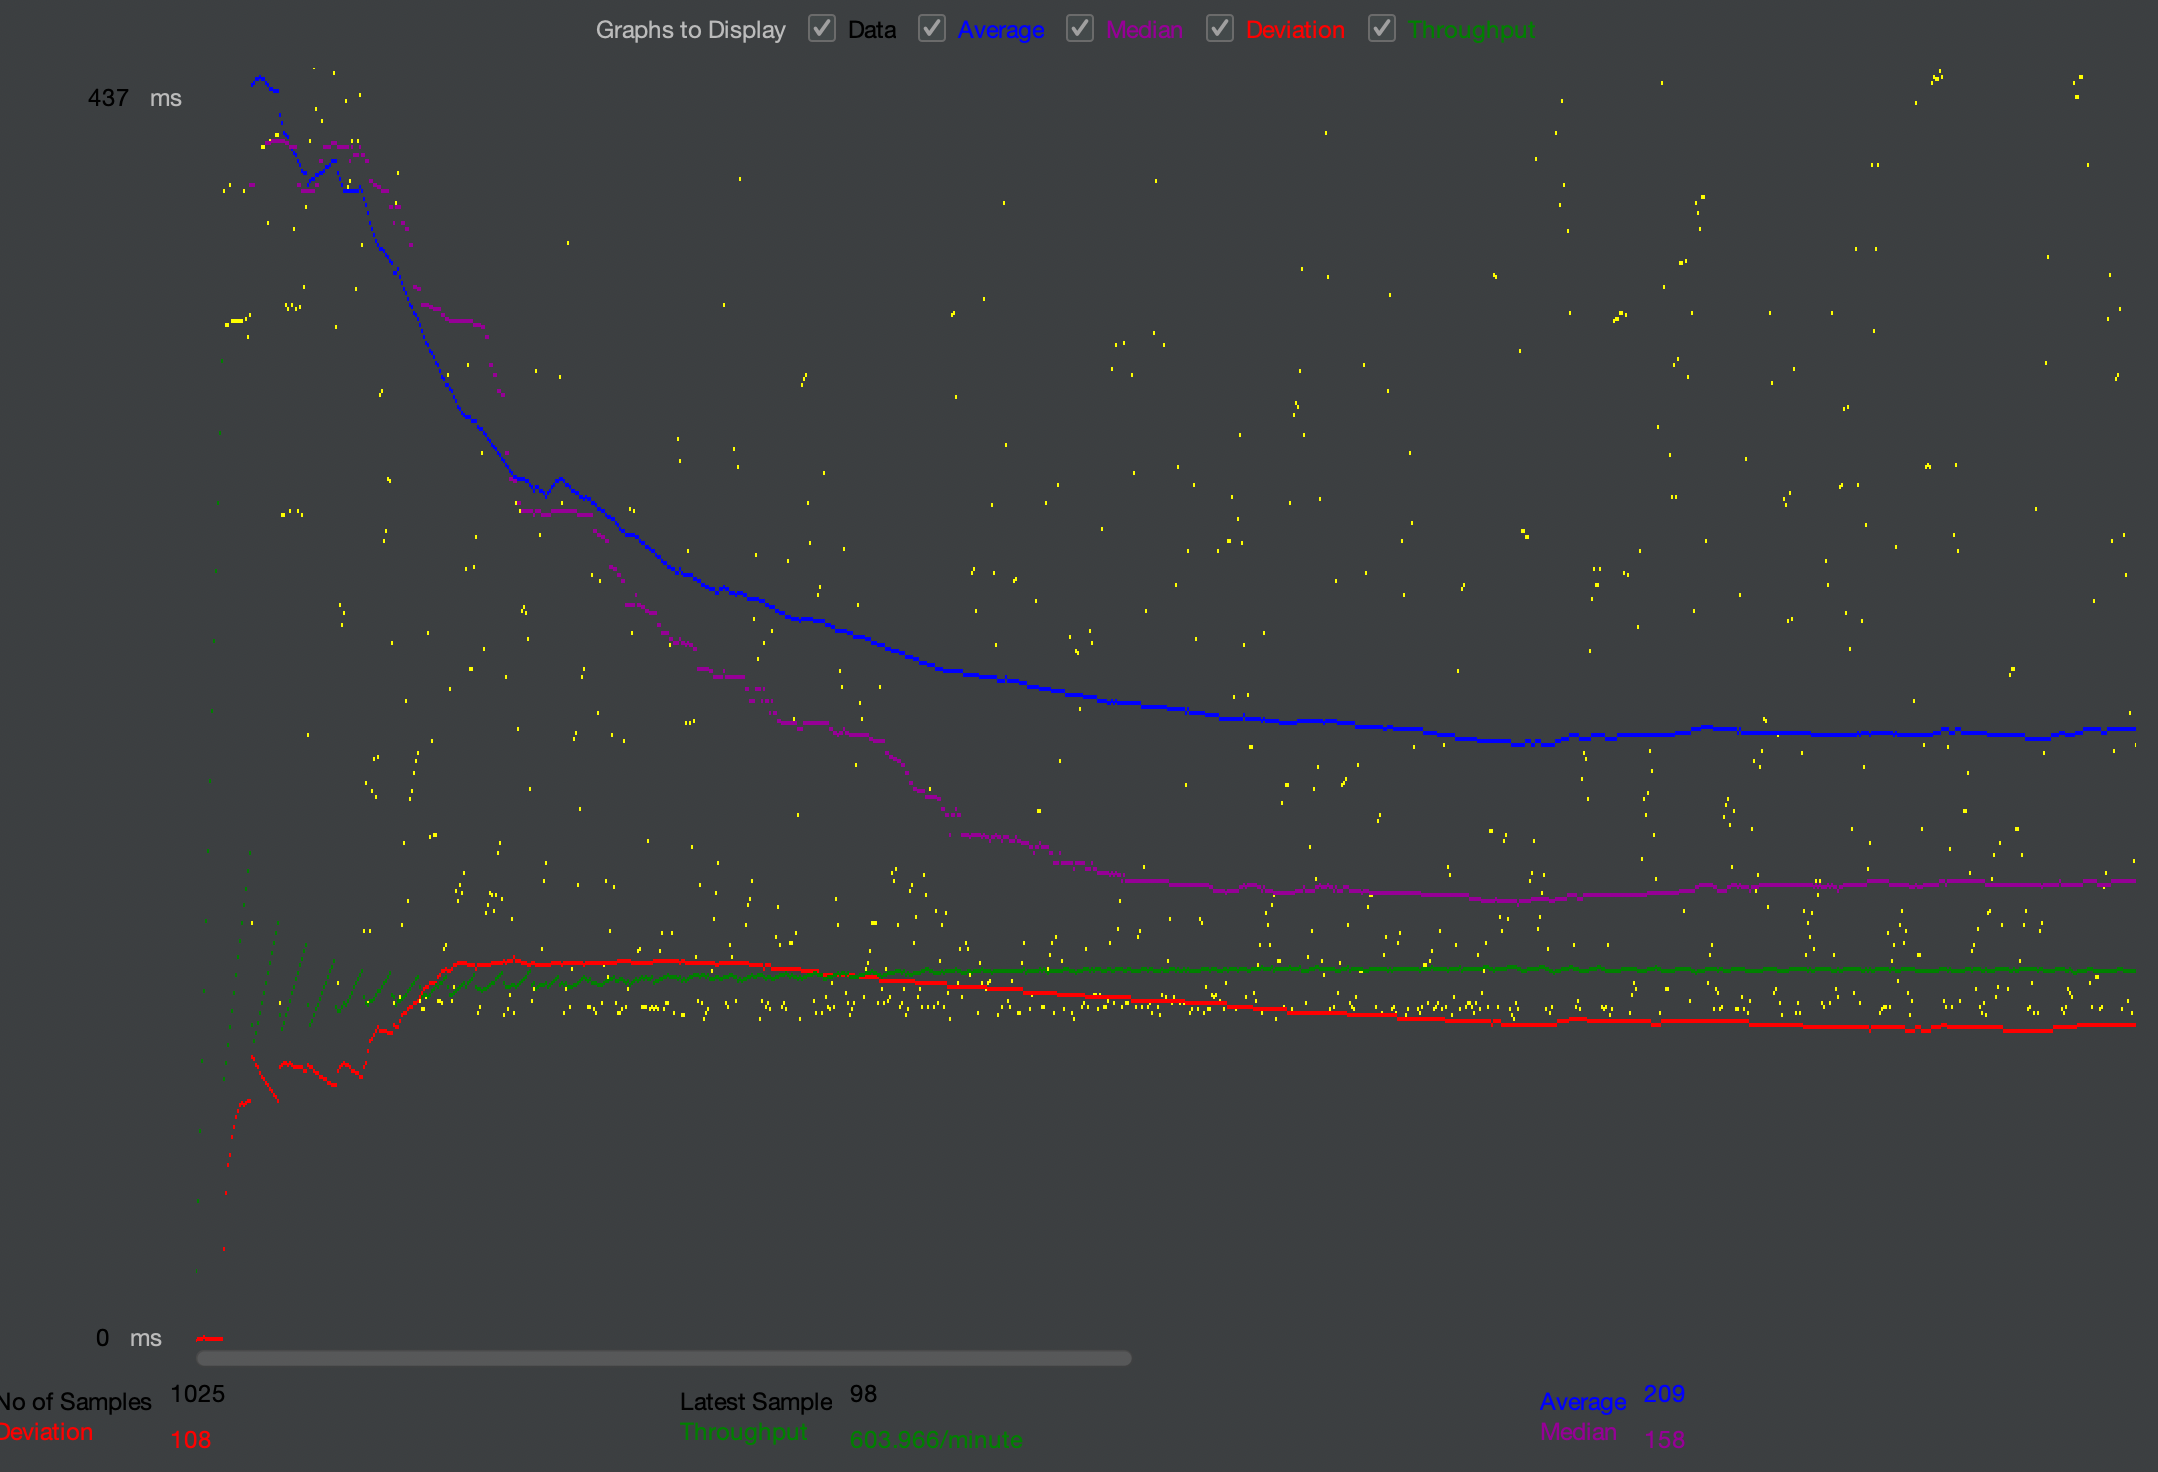 Graphs to Display Data Average Median Deviation Throughput
437 ms
0 ms
No of Samples 1025 Latest Sample 98 Average 209
Deviation 108 Throughput 603.966/minute Median 158